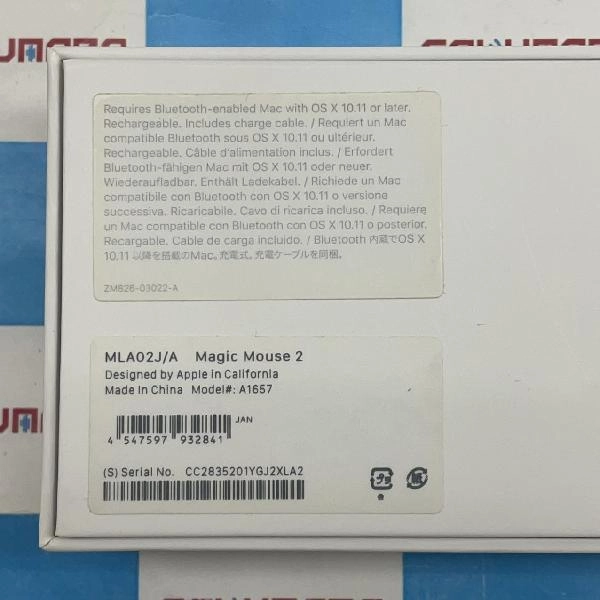 Requires Bluetooth-enabled Mac with OS X 10.11 or later.
Rechargeable. Includes charge cable. / Requiert un Mac
compatible Bluetooth sous OS X 10.11 ou ultérieur.
Rechargeable. Câble d'alimentation inclus. / Erfordert
Bluetooth-fähigen Mac mit OS X 10.11 oder neuer.
Wiederaufladbar. Enthält Ladekabel. / Richiede un Mac
compatibile con Bluetooth con OS X 10.11 o versione
successiva. Ricaricabile. Cavo di ricarica incluso. / Requiere
un Mac compatible con Bluetooth con OS X 10.11 o posterior.
Recargable. Cable de carga incluido. / Bluetooth 内蔵でOS X
10.11 以降を搭載のMac。充電式。充電ケーブルを同梱。
ZM826-03022-A
MLA02J/A Magic Mouse 2
Designed by Apple in California
Made in China Model#: A1657
JAN
4 547597 932841
(S) Serial No. CC2835201YGJ2XLA2